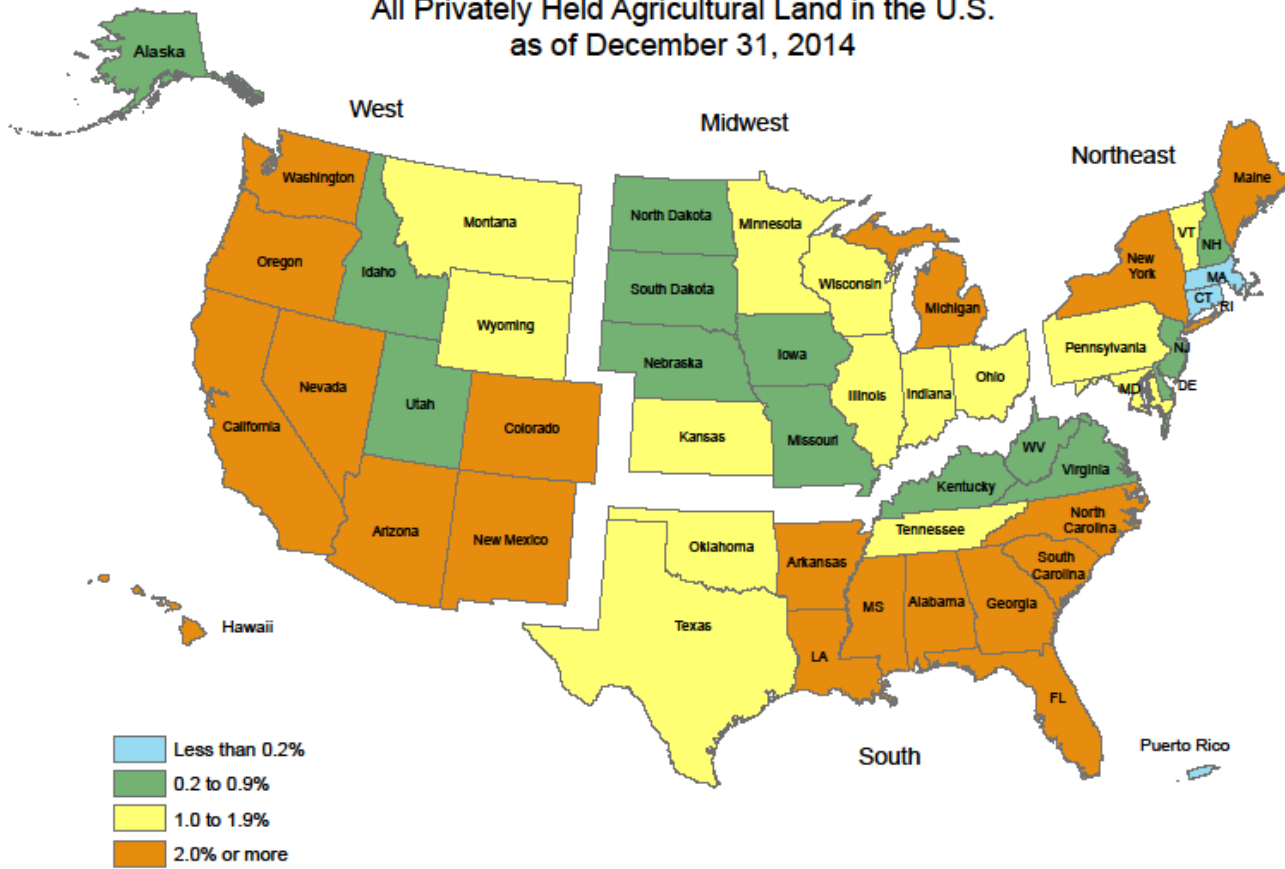 All Privately Held Agricultural Land in the U.S.
as of December 31, 2014
Alaska
West
Midwest
Northeast
Washington
Montana
Oregon
Idaho
Wyoming
Nevada
Utah
California
Colorado
Arizona
New Mexico
Hawaii
North Dakota
Minnesota
South Dakota
Wisconsin
Michigan
Nebraska
Iowa
Illinois
Indiana
Ohio
Kansas
Missouri
Maine
VT
NH
New
York
MA
CT
RI
Pennsylvania
NJ
MD
DE
WV
Virginia
Kentucky
Tennessee
North
Carolina
Oklahoma
Arkansas
South
Carolina
Texas
MS
Alabama
Georgia
LA
FL
South
Puerto Rico
Less than 0.2%
0.2 to 0.9%
1.0 to 1.9%
2.0% or more